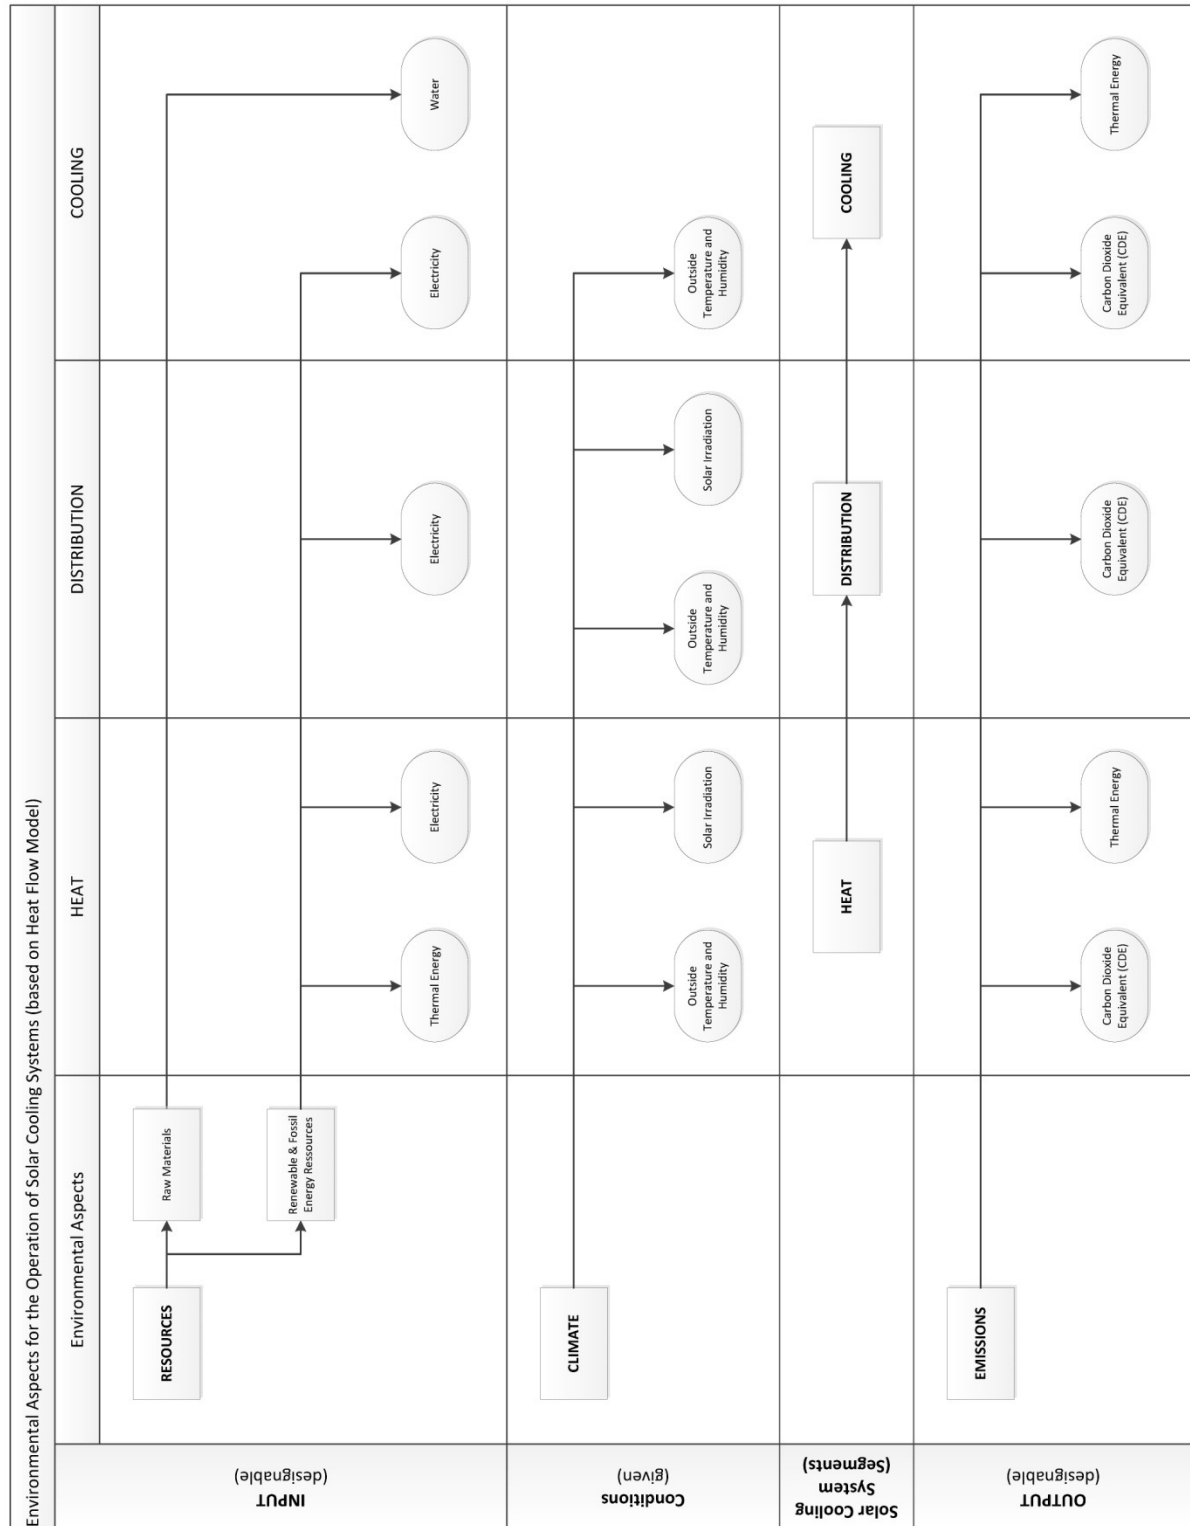 Environmental Aspects for the Operation of Solar Cooling Systems (based on Heat Flow Model)
Environmental Aspects
HEAT
DISTRIBUTION
COOLING
INPUT
(designable)
RESOURCES
Raw Materials
Renewable & Fossil
Energy Ressources
Thermal Energy
Electricity
Electricity
Electricity
Water
Conditions
(given)
CLIMATE
Outside
Temperature and
Humidity
Solar Irradiation
Outside
Temperature and
Humidity
Solar Irradiation
Outside
Temperature and
Humidity
Solar Cooling
System
(Segments)
HEAT
DISTRIBUTION
COOLING
OUTPUT
(designable)
EMISSIONS
Carbon Dioxide
Equivalent (CDE)
Thermal Energy
Carbon Dioxide
Equivalent (CDE)
Carbon Dioxide
Equivalent (CDE)
Thermal Energy